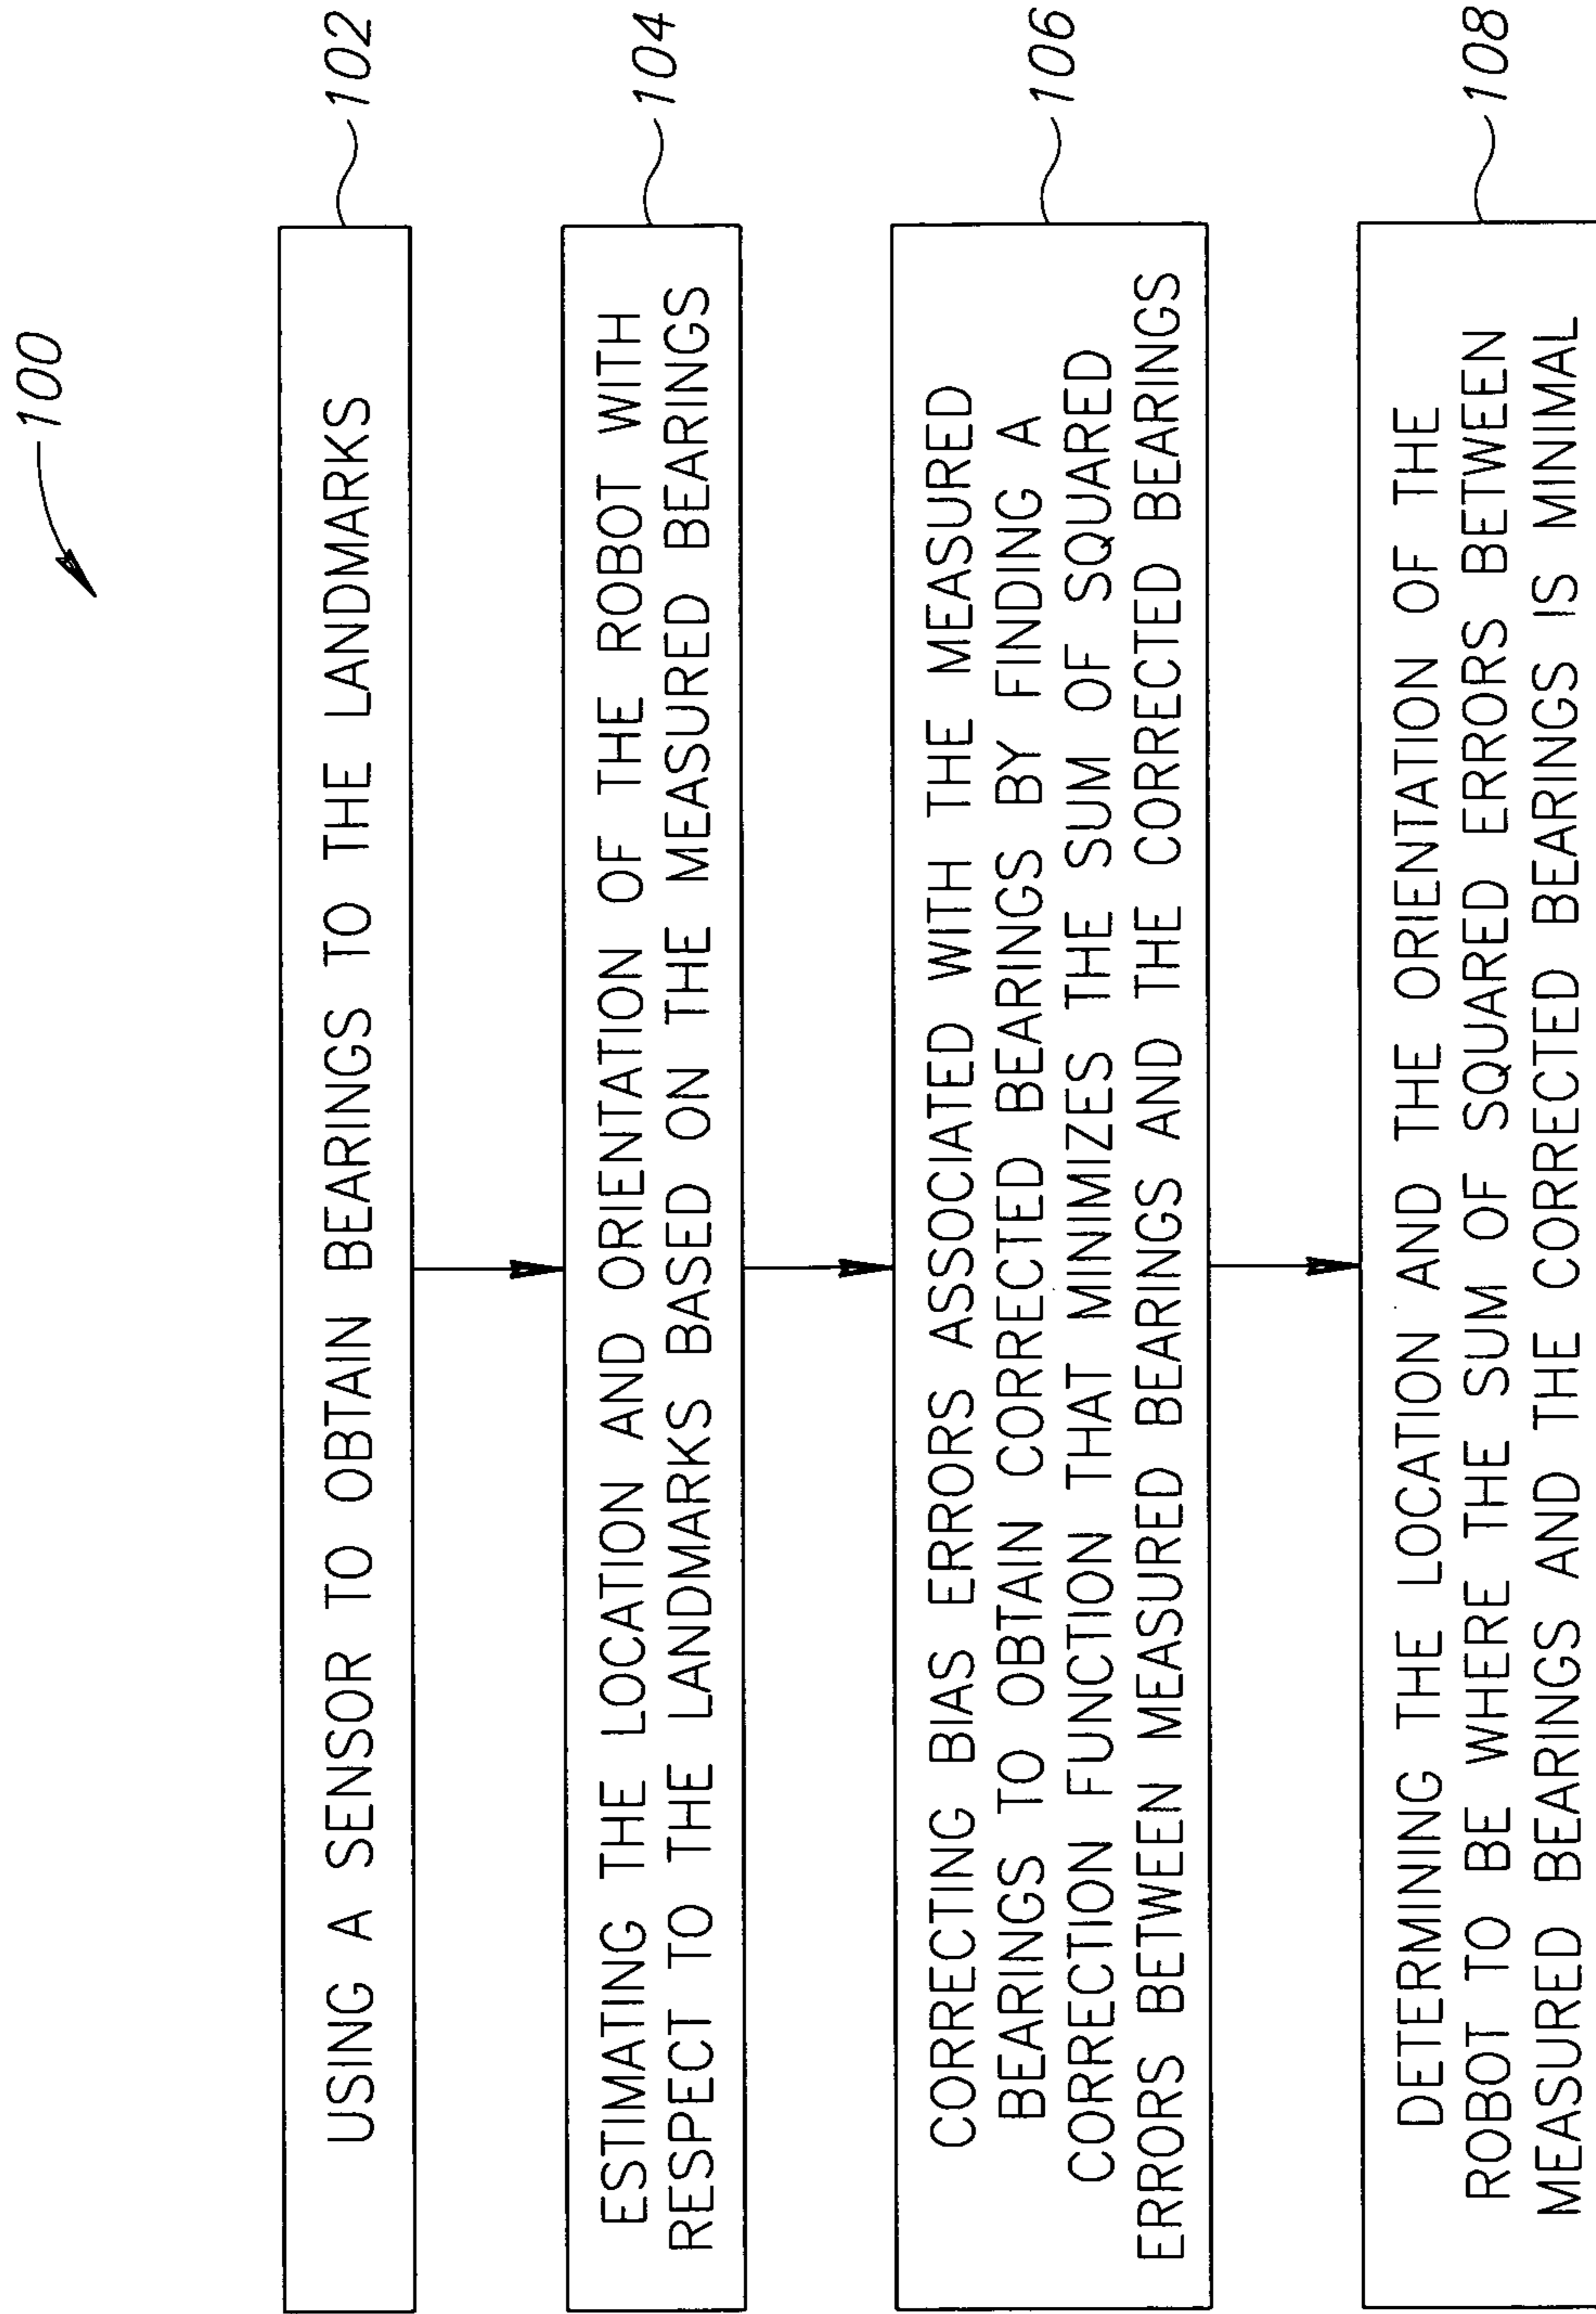 100
USING A SENSOR TO OBTAIN BEARINGS TO THE LANDMARKS
102
ESTIMATING THE LOCATION AND ORIENTATION OF THE ROBOT WITH
RESPECT TO THE LANDMARKS BASED ON THE MEASURED BEARINGS
104
CORRECTING BIAS ERRORS ASSOCIATED WITH THE MEASURED
BEARINGS TO OBTAIN CORRECTED BEARINGS BY FINDING A
CORRECTION FUNCTION THAT MINIMIZES THE SUM OF SQUARED
ERRORS BETWEEN MEASURED BEARINGS AND THE CORRECTED BEARINGS
106
DETERMINING THE LOCATION AND THE ORIENTATION OF THE
ROBOT TO BE WHERE THE SUM OF SQUARED ERRORS BETWEEN
MEASURED BEARINGS AND THE CORRECTED BEARINGS IS MINIMAL
108